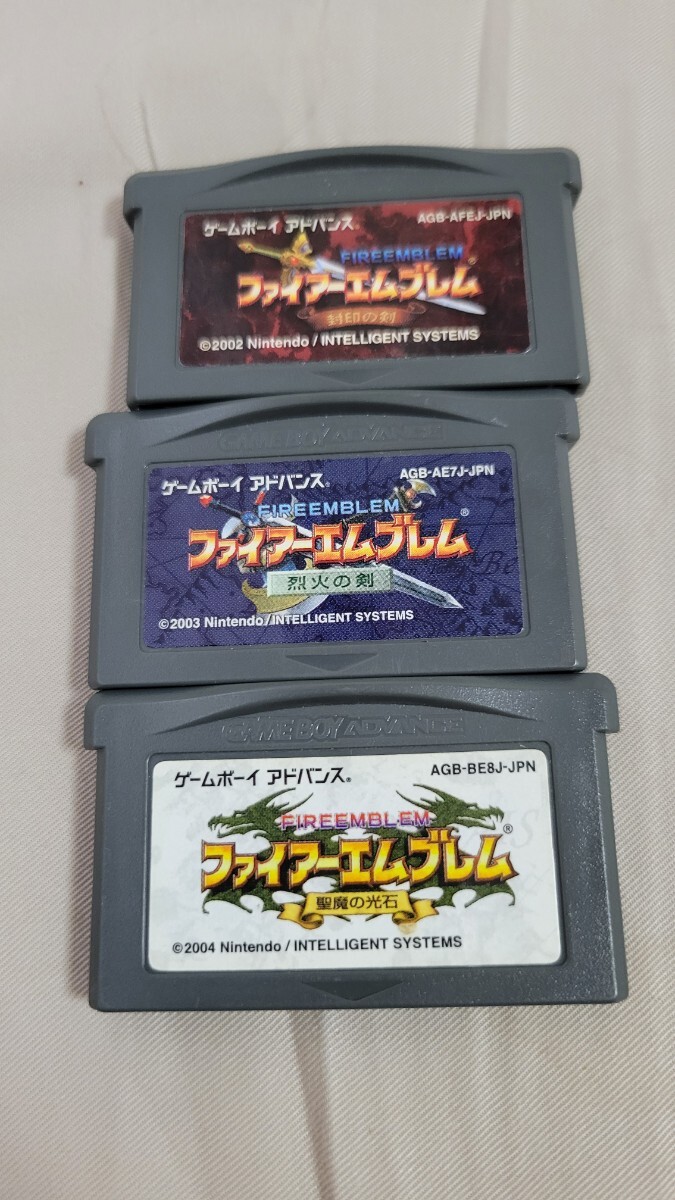 ゲームボーイ アドバンス®
AGB-AFEJ-JPN
FIREEMBLEM
ファイアーエムブレム®
封印の剣
©2002 Nintendo/INTELLIGENT SYSTEMS
GAME BOY ADVANCE
ゲームボーイ アドバンス®
AGB-AE7J-JPN
FIREEMBLEM
ファイアーエムブレム®
烈火の剣
©2003 Nintendo/INTELLIGENT SYSTEMS
GAME BOY ADVANCE
ゲームボーイ アドバンス®
AGB-BE8J-JPN
FIREEMBLEM
ファイアーエムブレム®
聖魔の光石
©2004 Nintendo/INTELLIGENT SYSTEMS